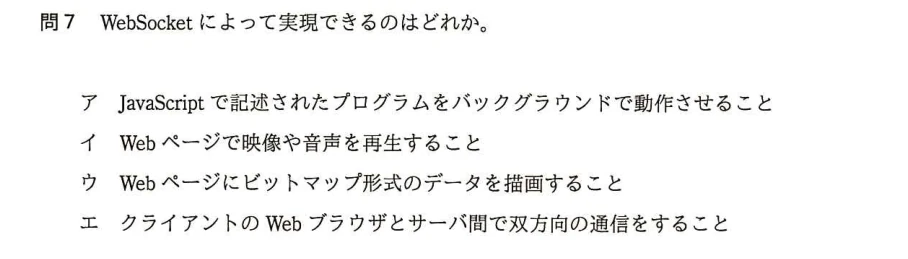 問7 WebSocket によって実現できるのはどれか。
ア JavaScript で記述されたプログラムをバックグラウンドで動作させること
イ Web ページで映像や音声を再生すること
ウ Web ページにビットマップ形式のデータを描画すること
エ クライアントの Web ブラウザとサーバ間で双方向の通信をすること